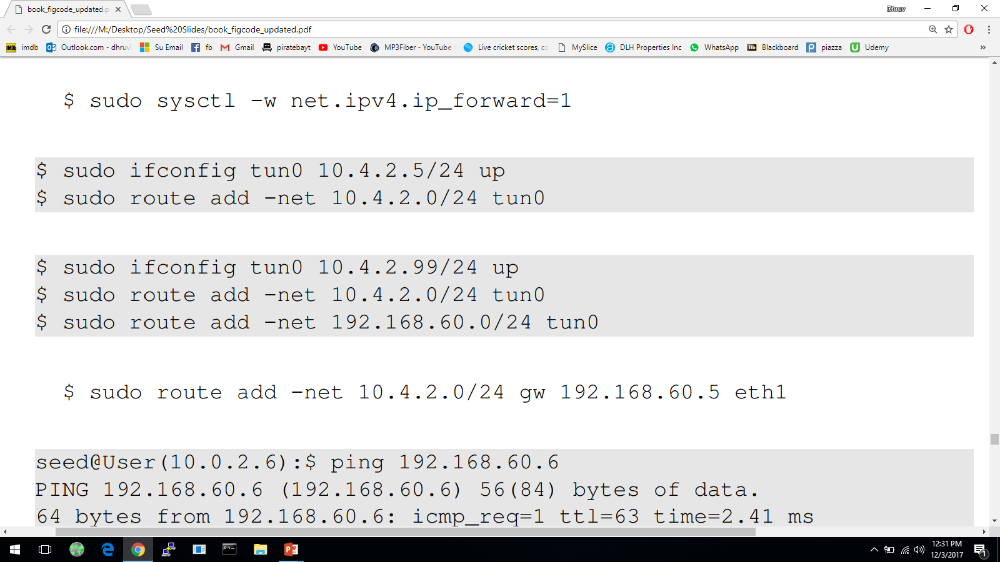 book_figcode_updated.p
Dhruv
file:///M:/Desktop/Seed%20Slides/book_figcode_updated.pdf
IMDb imdb Outlook.com - dhruv Su Email fb Gmail piratebayt YouTube MP3Fiber - YouTube Live cricket scores, co MySlice DLH Properties Inc WhatsApp Bb Blackboard piazza Udemy »
$ sudo sysctl -w net.ipv4.ip_forward=1
$ sudo ifconfig tun0 10.4.2.5/24 up
$ sudo route add -net 10.4.2.0/24 tun0
$ sudo ifconfig tun0 10.4.2.99/24 up
$ sudo route add -net 10.4.2.0/24 tun0
$ sudo route add -net 192.168.60.0/24 tun0
$ sudo route add -net 10.4.2.0/24 gw 192.168.60.5 eth1
seed@User(10.0.2.6):$ ping 192.168.60.6
PING 192.168.60.6 (192.168.60.6) 56(84) bytes of data.
64 bytes from 192.168.60.6: icmp_req=1 ttl=63 time=2.41 ms
12:31 PM
12/3/2017
1